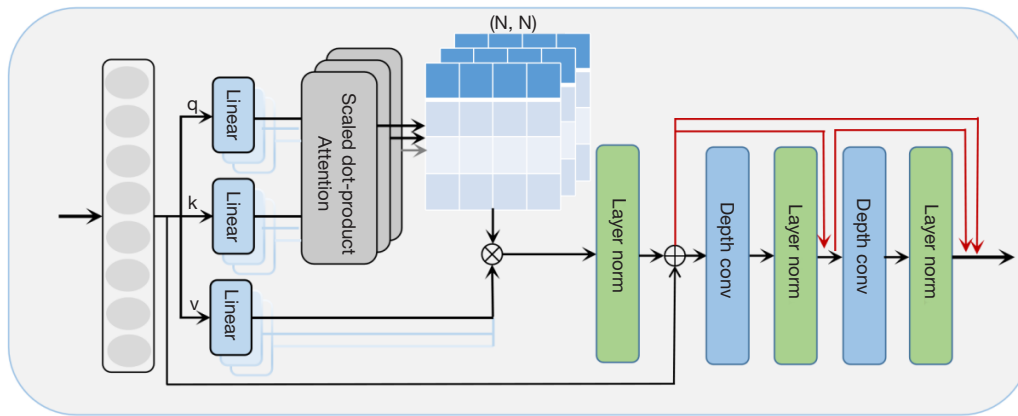 (N, N)
q
Linear
k
Linear
v
Linear
Scaled dot-product
Attention
Layer norm
Depth conv
Layer norm
Depth conv
Layer norm